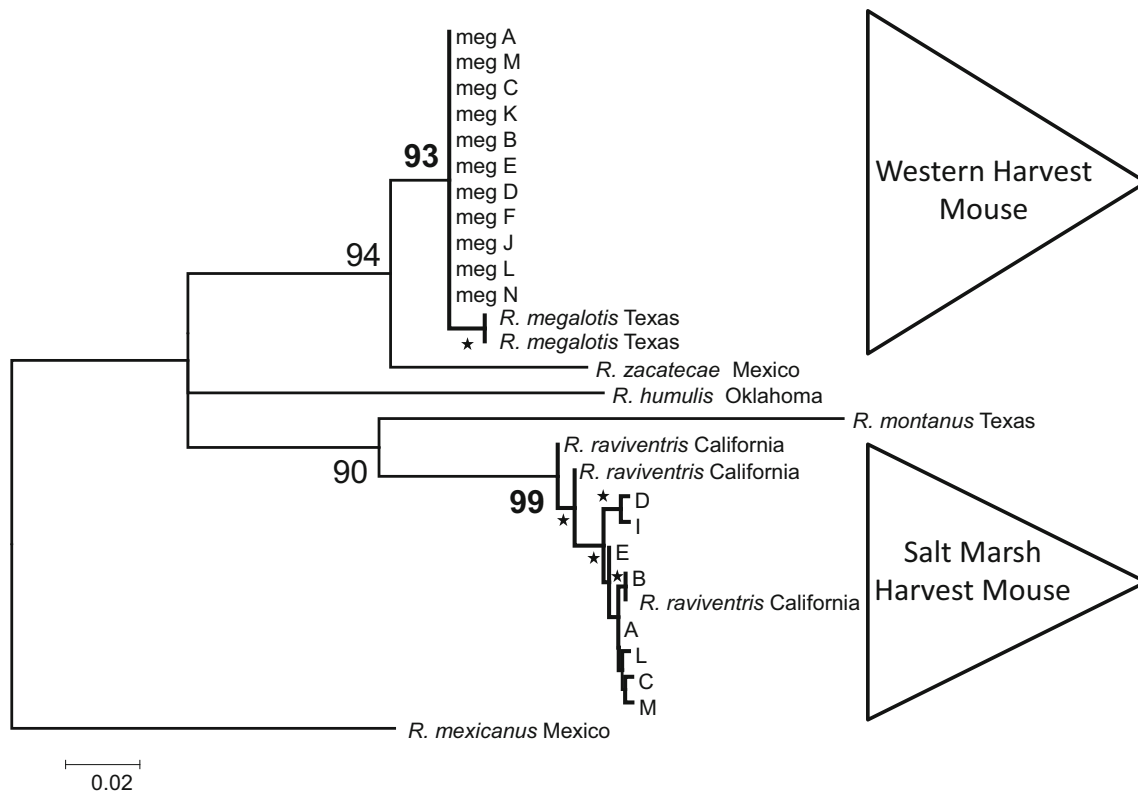 meg A
meg M
meg C
meg K
meg B
93
meg E
Western Harvest
Mouse
meg D
meg F
meg J
94
meg L
meg N
R. megalotis Texas
R. megalotis Texas
R. zacatecae Mexico
R. humulis Oklahoma
R. montanus Texas
R. raviventris California
90
R. raviventris California
99
D
I
E
Salt Marsh
Harvest Mouse
B
R. raviventris California
A
L
C
M
R. mexicanus Mexico
0.02